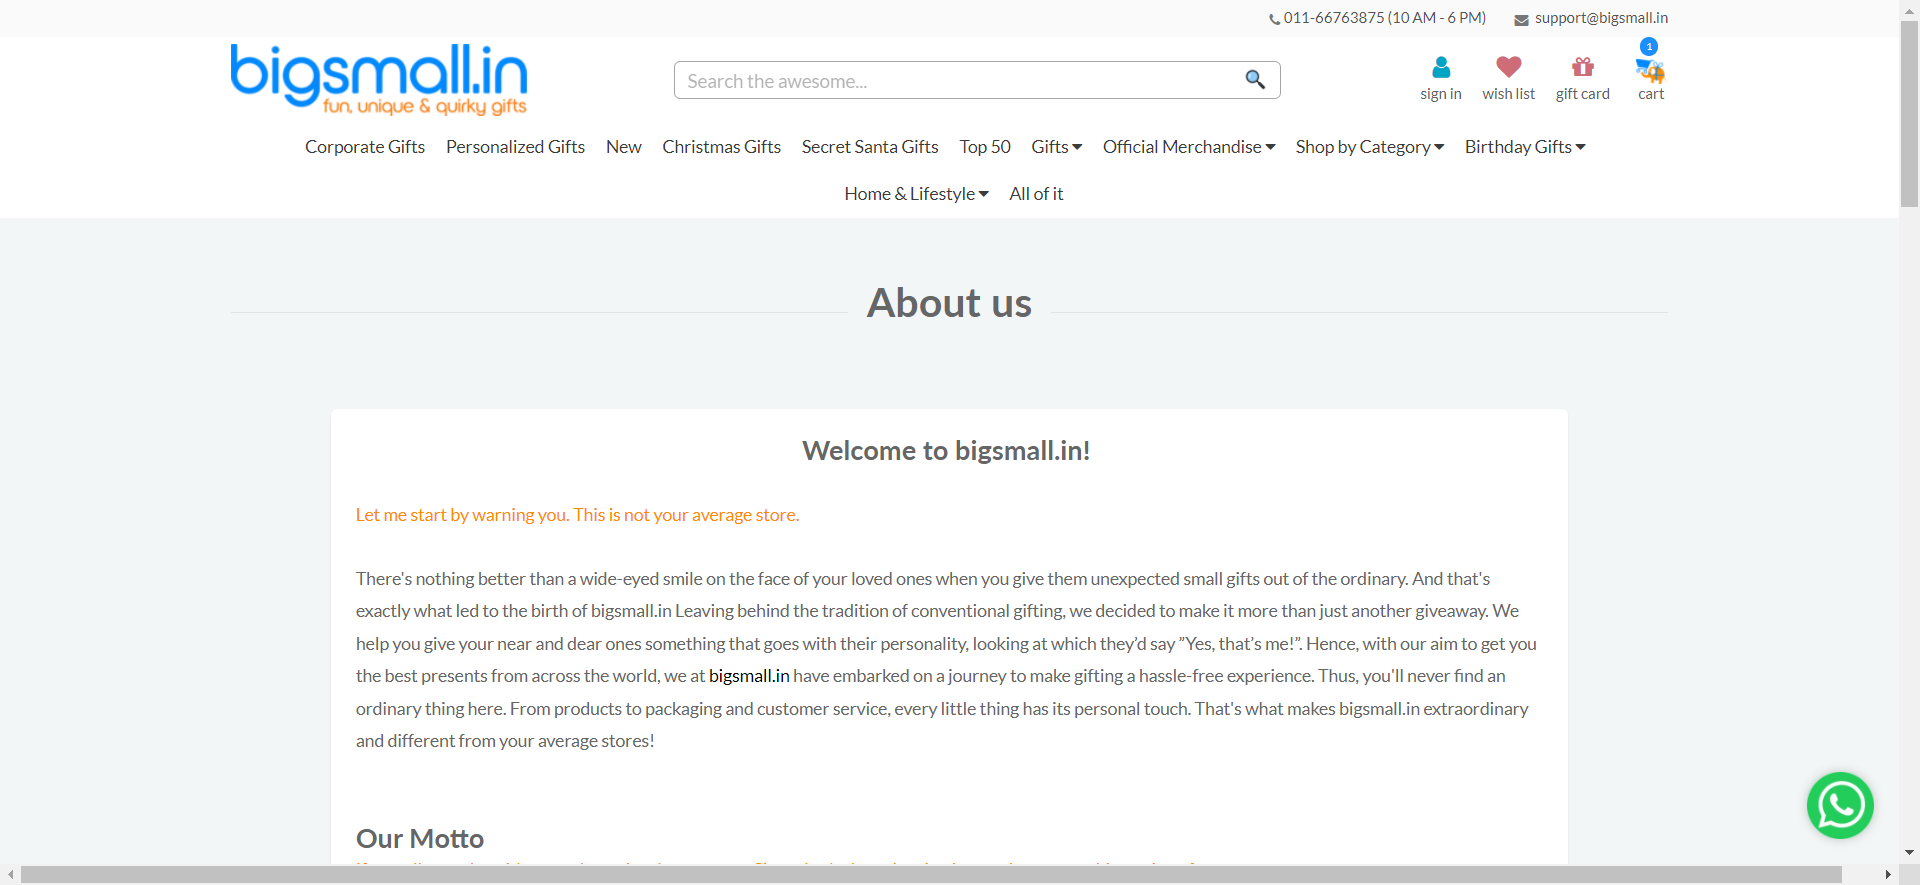 011-66763875 (10 AM - 6 PM) support@bigsmall.in
bigsmall.in
fun, unique & quirky gifts
Search the awesome...
1
sign in wish list gift card cart
Corporate Gifts Personalized Gifts New Christmas Gifts Secret Santa Gifts Top 50 Gifts Official Merchandise Shop by Category Birthday Gifts
Home & Lifestyle All of it
About us
Welcome to bigsmall.in!
Let me start by warning you. This is not your average store.
There's nothing better than a wide-eyed smile on the face of your loved ones when you give them unexpected small gifts out of the ordinary. And that's
exactly what led to the birth of bigsmall.in Leaving behind the tradition of conventional gifting, we decided to make it more than just another giveaway. We
help you give your near and dear ones something that goes with their personality, looking at which they’d say ”Yes, that’s me!”. Hence, with our aim to get you
the best presents from across the world, we at bigsmall.in have embarked on a journey to make gifting a hassle-free experience. Thus, you'll never find an
ordinary thing here. From products to packaging and customer service, every little thing has its personal touch. That's what makes bigsmall.in extraordinary
and different from your average stores!
Our Motto